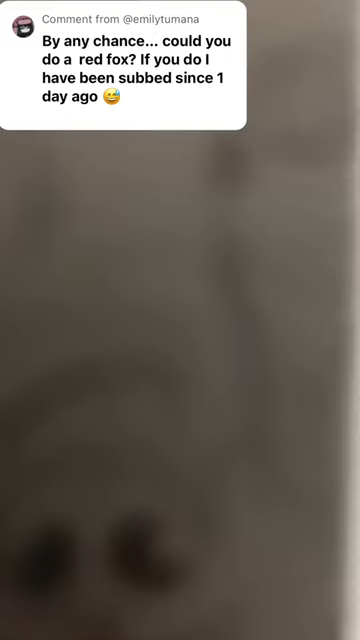 Comment from @emilytumana
By any chance... could you
do a red fox? If you do I
have been subbed since 1
day ago 😅